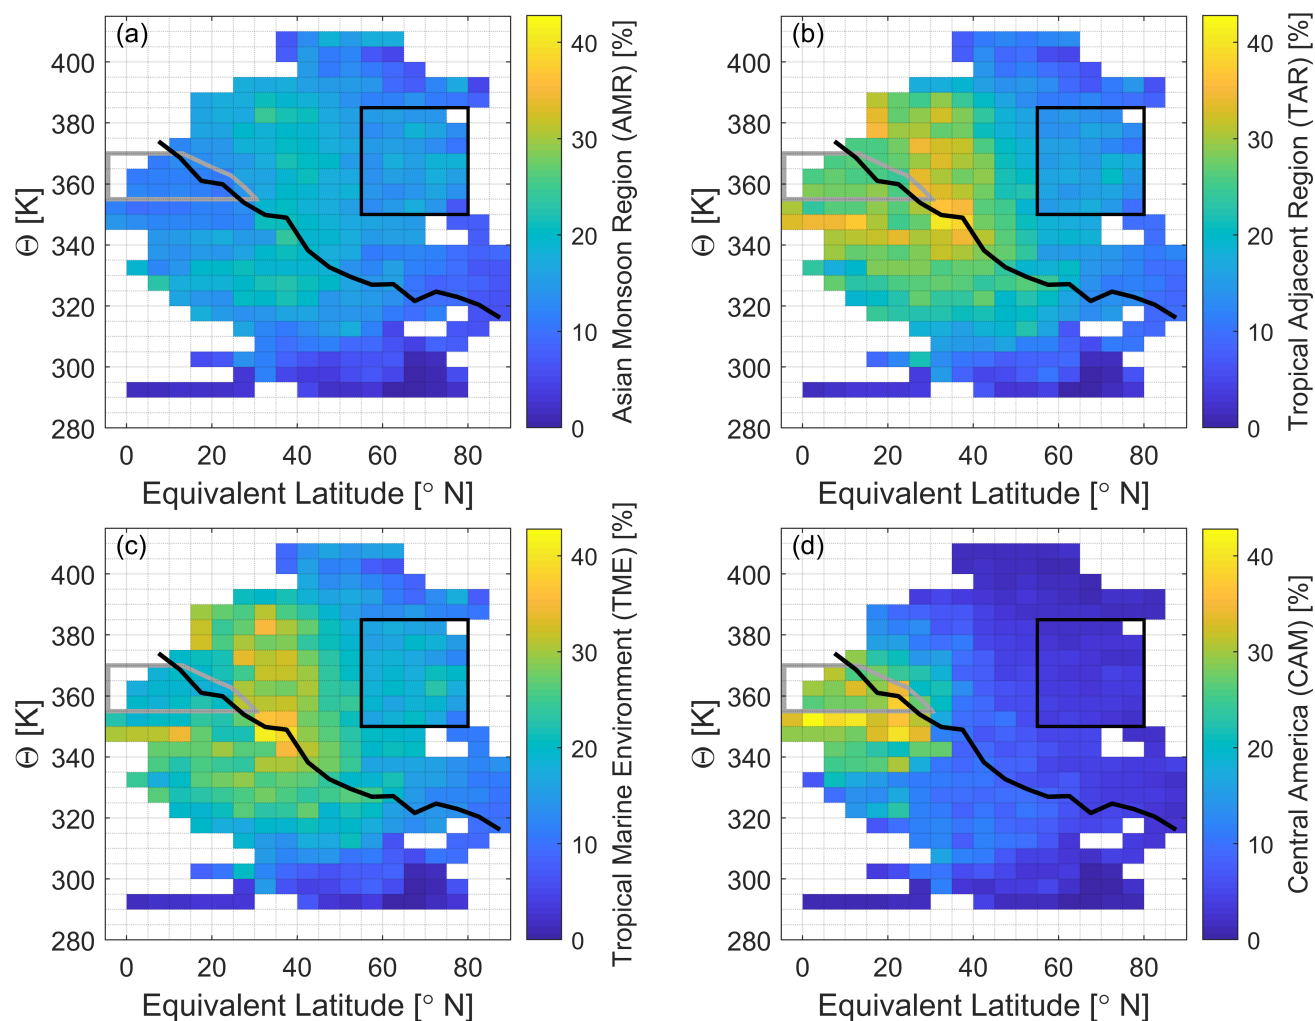 (a)
400
380
360
340
320
300
280
Θ [K]
0 20 40 60 80
Equivalent Latitude [° N]
40
30
20
10
0
Asian Monsoon Region (AMR) [%]
(b)
400
380
360
340
320
300
280
Θ [K]
0 20 40 60 80
Equivalent Latitude [° N]
40
30
20
10
0
Tropical Adjacent Region (TAR) [%]
(c)
400
380
360
340
320
300
280
Θ [K]
0 20 40 60 80
Equivalent Latitude [° N]
40
30
20
10
0
Tropical Marine Environment (TME) [%]
(d)
400
380
360
340
320
300
280
Θ [K]
0 20 40 60 80
Equivalent Latitude [° N]
40
30
20
10
0
Central America (CAM) [%]